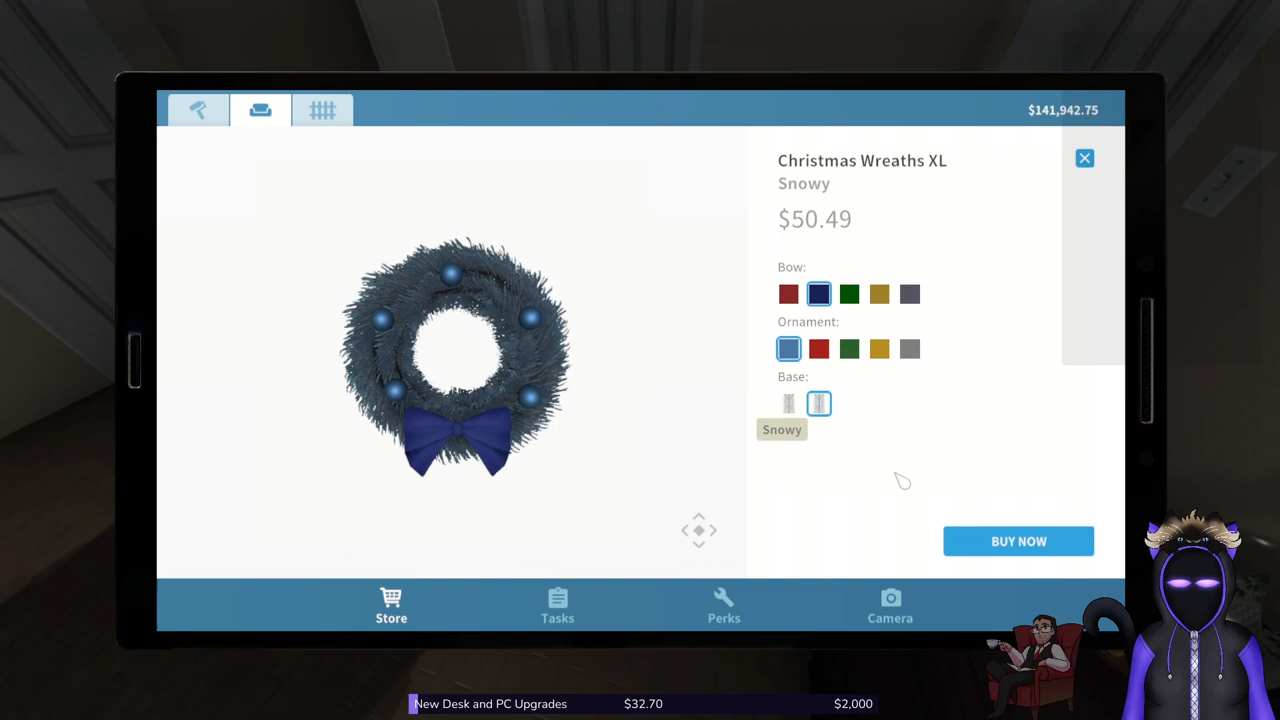 $141,942.75
Christmas Wreaths XL
Snowy
$50.49
Bow:
Ornament:
Base:
Snowy
BUY NOW
Store
Tasks
Perks
Camera
New Desk and PC Upgrades $32.70 $2,000